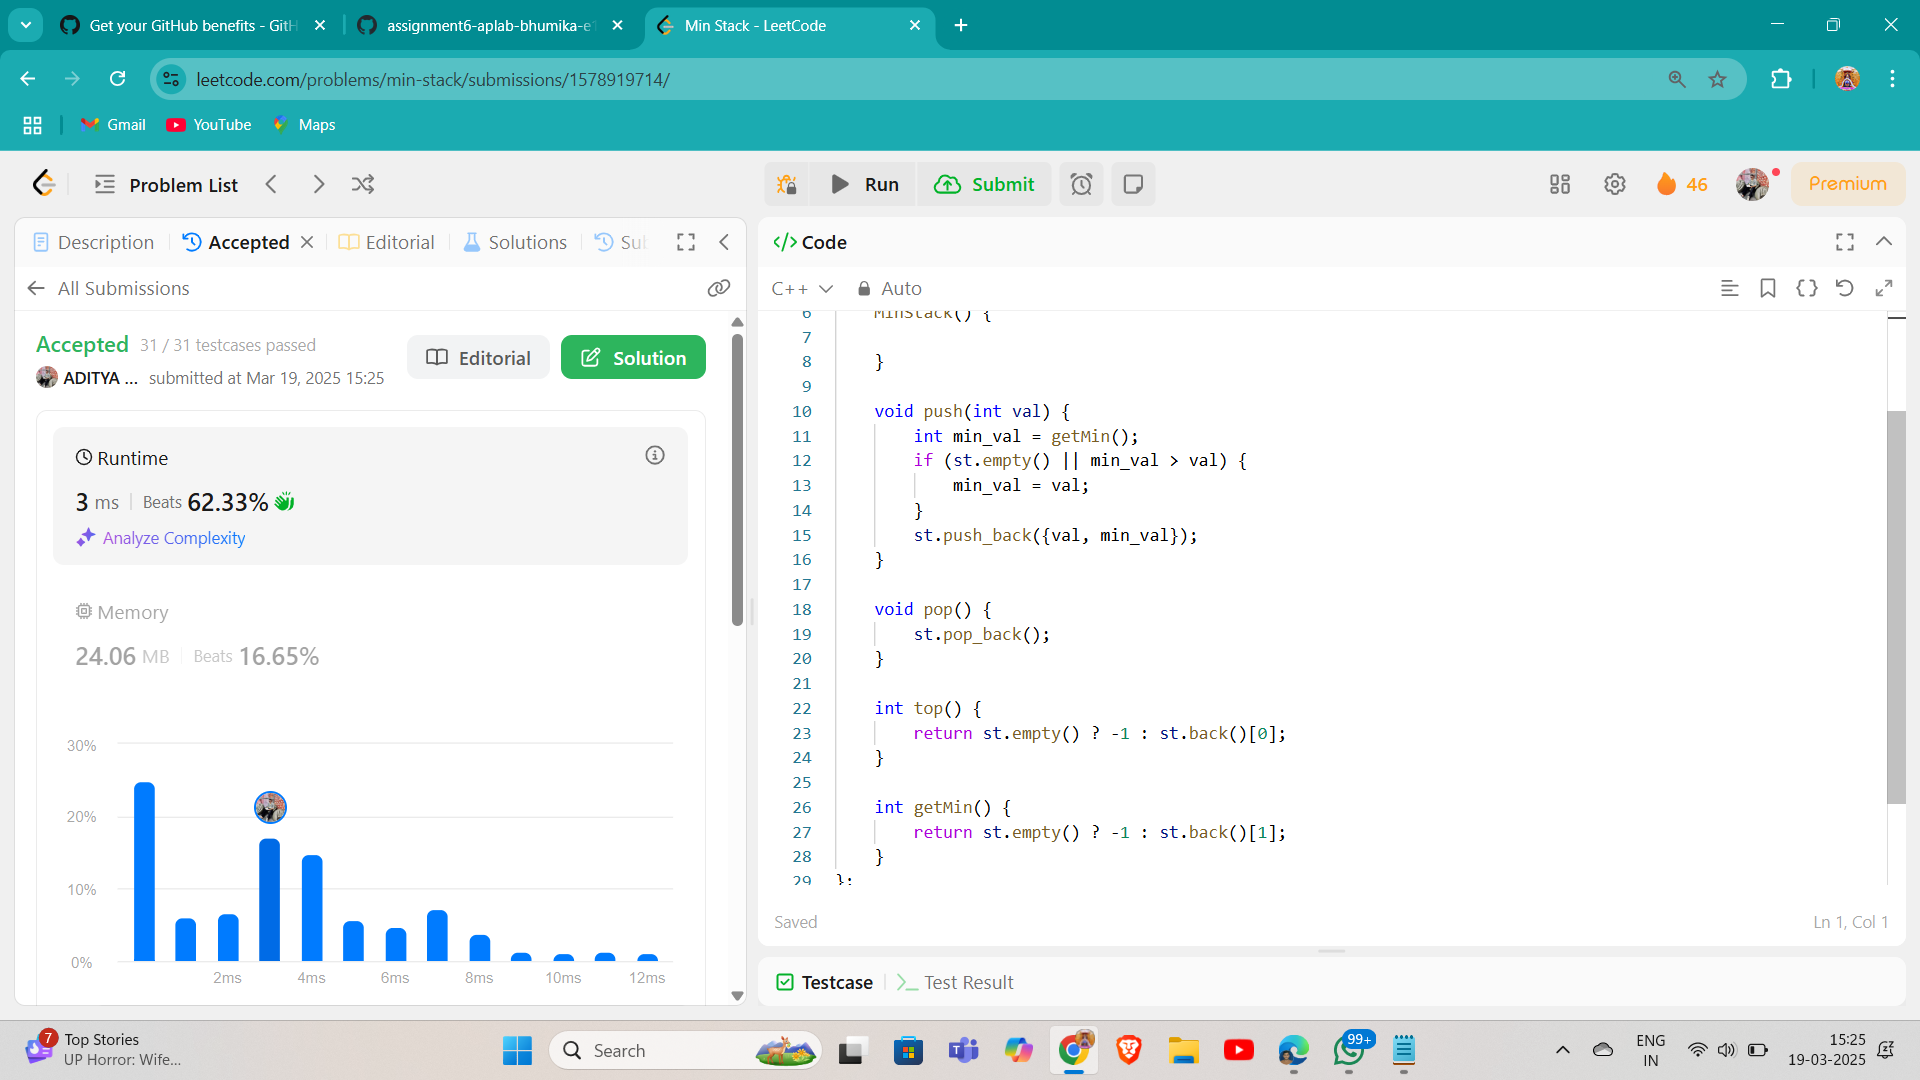 Get your GitHub benefits - GitH
assignment6-aplab-bhumika-e1
Min Stack - LeetCode
leetcode.com/problems/min-stack/submissions/1578919714/
Gmail
YouTube
Maps
Problem List
Run
Submit
46
Premium
Description
Accepted
Editorial
Solutions
Sub
</> Code
All Submissions
C++
Auto
Accepted
31 / 31 testcases passed
ADITYA ...
submitted at Mar 19, 2025 15:25
Editorial
Solution
Runtime
3 ms
Beats 62.33%
Analyze Complexity
Memory
24.06 MB
Beats 16.65%
30%
20%
10%
0%
2ms
4ms
6ms
8ms
10ms
12ms
6 MinStack() {
7
8 }
9
10 void push(int val) {
11 int min_val = getMin();
12 if (st.empty() || min_val > val) {
13 min_val = val;
14 }
15 st.push_back({val, min_val});
16 }
17
18 void pop() {
19 st.pop_back();
20 }
21
22 int top() {
23 return st.empty() ? -1 : st.back()[0];
24 }
25
26 int getMin() {
27 return st.empty() ? -1 : st.back()[1];
28 }
29 };
Saved
Ln 1, Col 1
Testcase
Test Result
7
Top Stories
UP Horror: Wife...
Search
99+
ENG
IN
15:25
19-03-2025